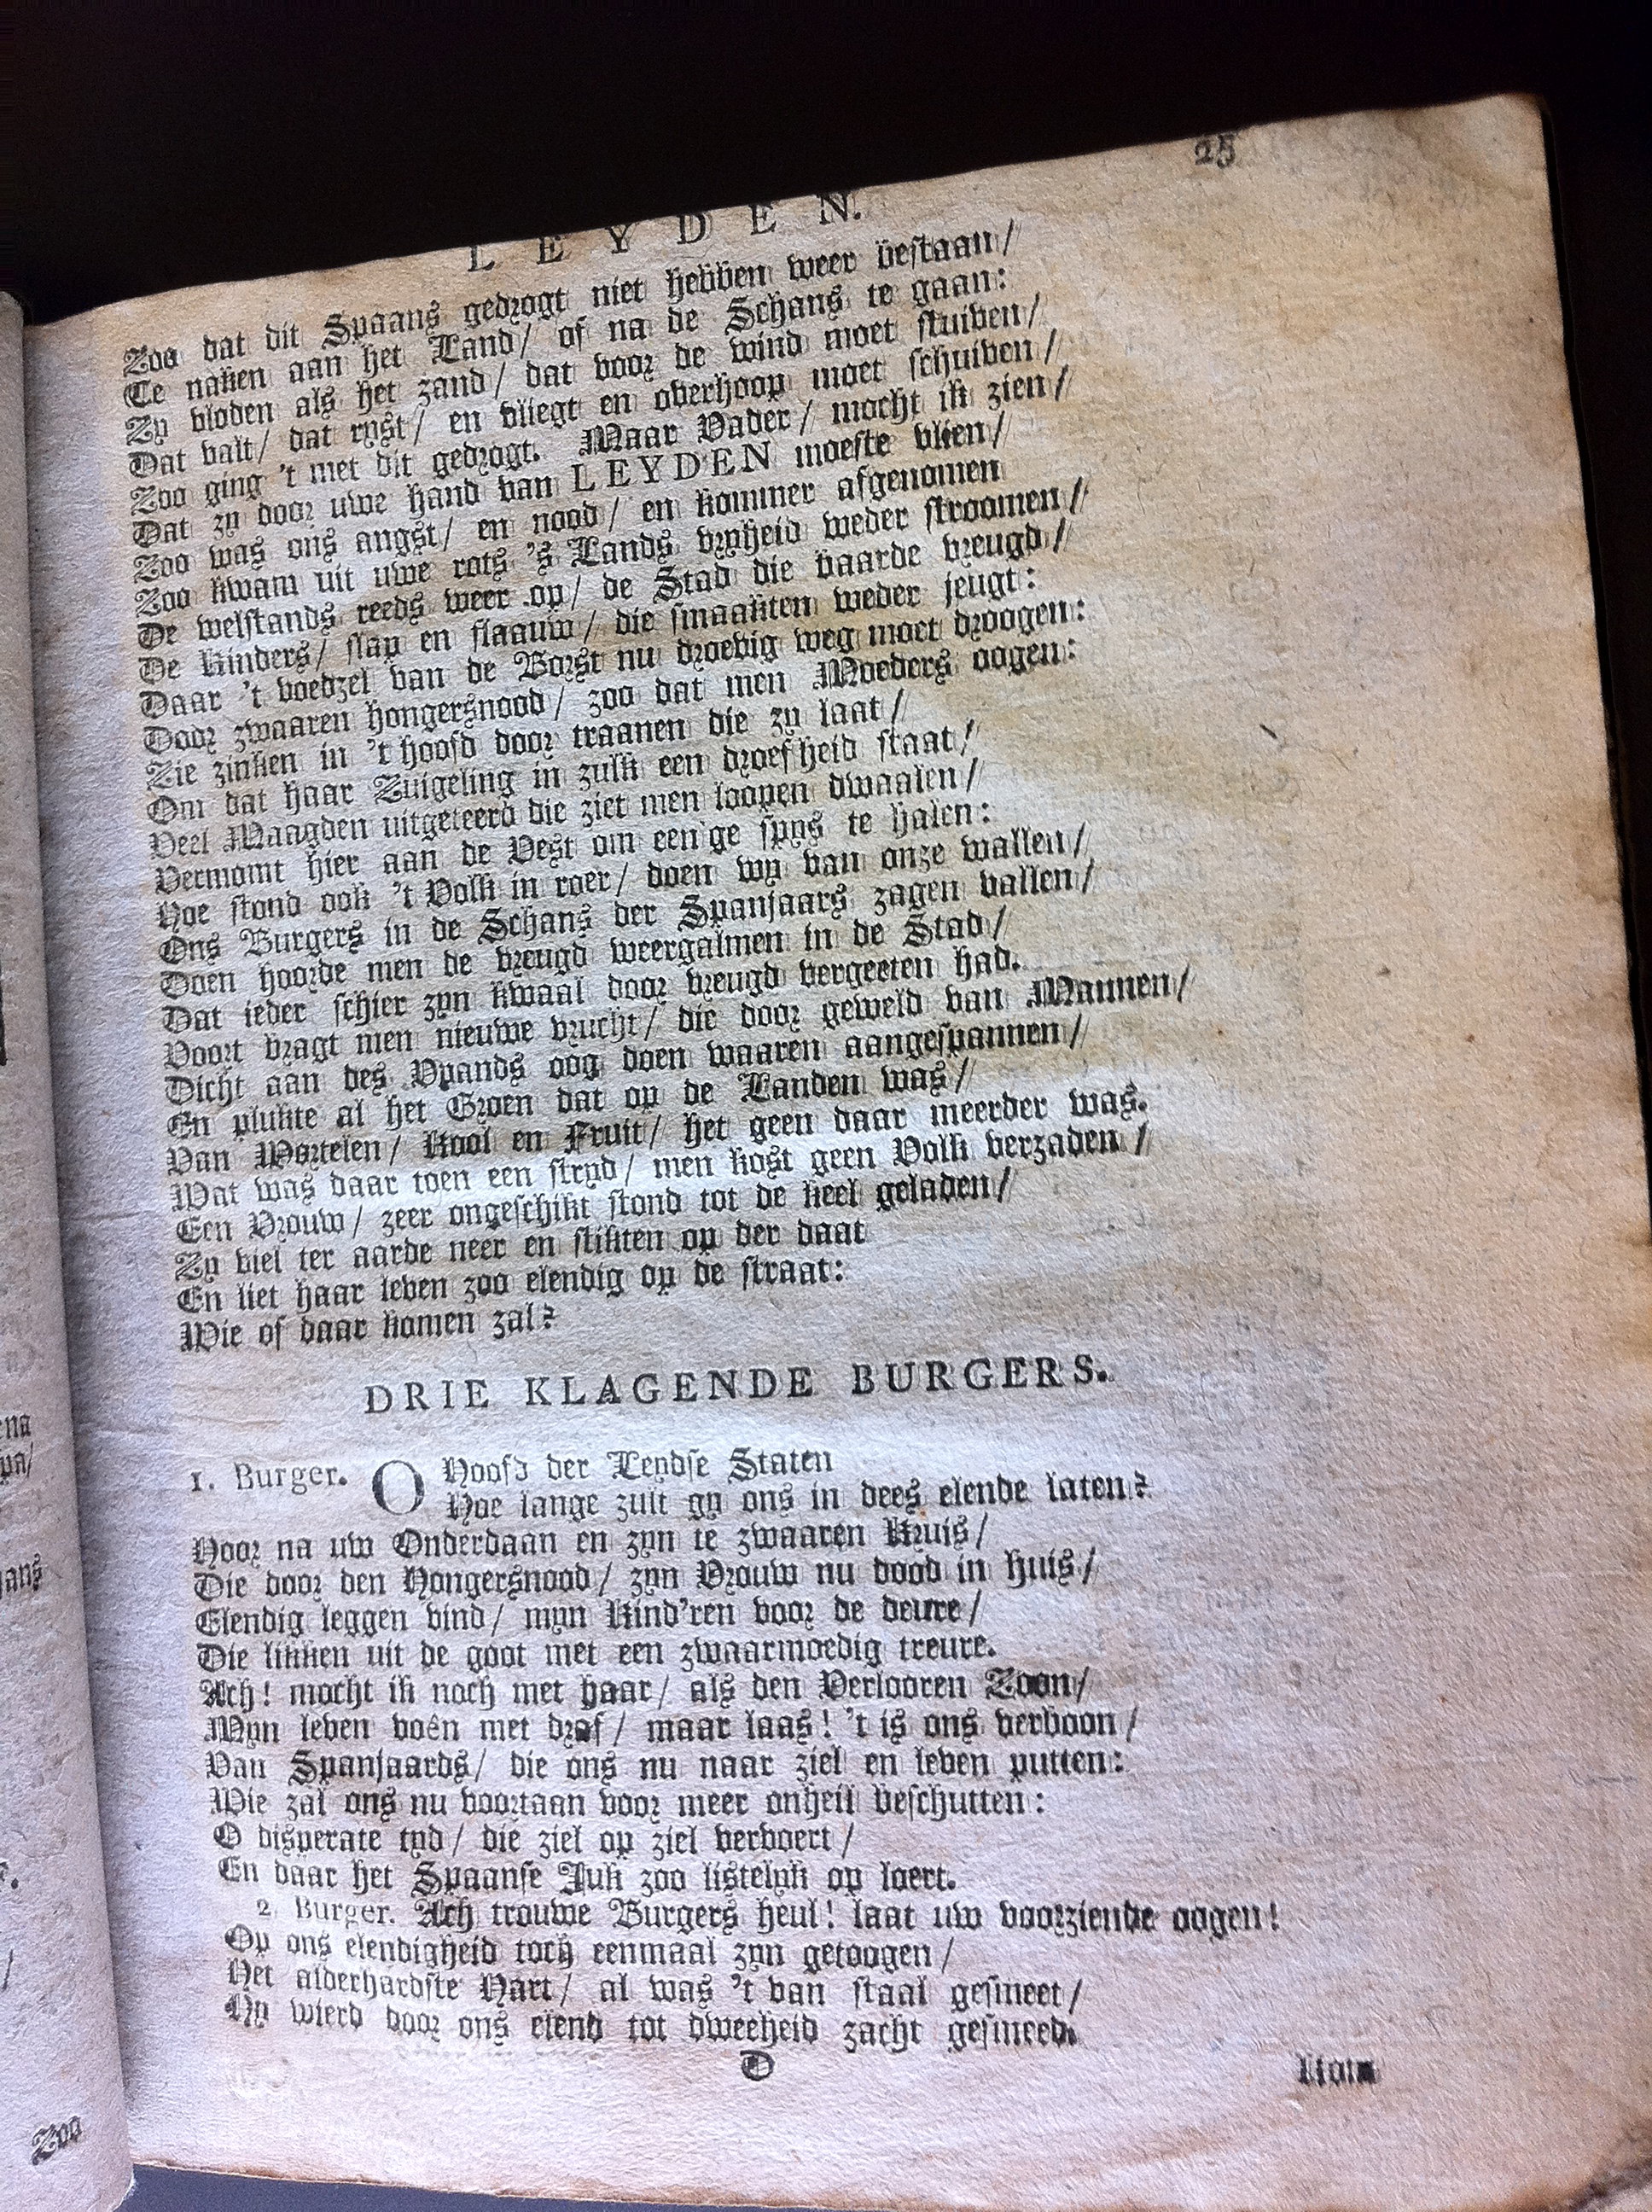 25
LEYDEN.
Zoo dat dit Spaans gedrogt niet hebben weer bestaan/
Te naken aan het Land/ of na de Schans te gaan:
Zy vloden als het zand/ dat voor de wind moet stuiven/
Dat valt/ dat ryst/ en vliegt en overhoop moet schuiven/
Zoo ging 't met dit gedrogt. Maar Vader/ mocht ik zien/
Dat zy door uwe hand van LEYDEN moeste vlien/
Zoo was ons angst/ en nood/ en kommer afgenomen
Zoo kwam uit uwe rots 's Lands vryheid weder stroomen/
De welstands reeds weer op/ de Stad die baarde vreugd/
De Kinders/ slap en flaauw/ die smaakten weder jeugt:
Daar 't voedzel van de Borst nu droevig weg moet droogen:
Door zwaaren hongersnood/ zoo dat men Moeders oogen:
Zie zinken in 't hoofd door traanen die zy laat/
Om dat haar Zuigeling in zulk een droefheid staat/
Veel Maagden uitgeteerd die ziet men loopen dwaalen/
Vermomt hier aan de Vest om een'ge spys te halen:
Hoe stond ook 't Volk in roer/ doen wy van onze wallen/
Ons Burgers in de Schans der Spanjaars zagen vallen/
Doen hoorde men de vreugd weergalmen in de Stad/
Dat ieder schier zyn kwaal door vreugd vergeeten had.
Voort bragt men nieuwe vrucht/ die door geweld van Mannen/
Dicht aan des Vyands oog doen waaren aangespannen/
En plukte al het Groen dat op de Landen was/
Van Wortelen/ Kool en Fruit/ het geen daar meerder was.
Wat was daar toen een stryd/ men kost geen Volk verzaden/
Een Vrouw/ zeer ongeschikt stond tot de keel geladen/
Zy viel ter aarde neer en stikten op der daat
En liet haar leven zoo elendig op de straat:
Wie of daar komen zal?
DRIE KLAGENDE BURGERS.
1. Burger. O Hoofd der Leydse Staten
Hoe lange zult gy ons in dees elende laten?
Hoor na uw Onderdaan en zyn te zwaaren Kruis/
Die door den Hongersnood/ zyn Vrouw nu dood in huis/
Elendig leggen vind/ myn Kind'ren voor de deure/
Die likken uit de goot met een zwaarmoedig treure.
Ach! mocht ik noch met haar/ als den Verlooren Zoon/
Myn leven voên met draf/ maar laas! 't is ons verboon/
Van Spanjaards/ die ons nu naar ziel en leven putten:
Wie zal ons nu voortaan voor meer onheil beschutten:
O disperate tyd/ die ziel op ziel vervoert/
En daar het Spaanse Juk zoo listelyk op loert.
2. Burger. Ach trouwe Burgers heul! laat uw voorziende oogen!
Op ons elendigheid toch eenmaal zyn getoogen/
Het alderhardste Hart/ al was 't van staal gesmeet/
Hy wierd door ons elend tot dweeheid zacht gesmeed.
D
Kom
ena
pa/
ans
Zoo